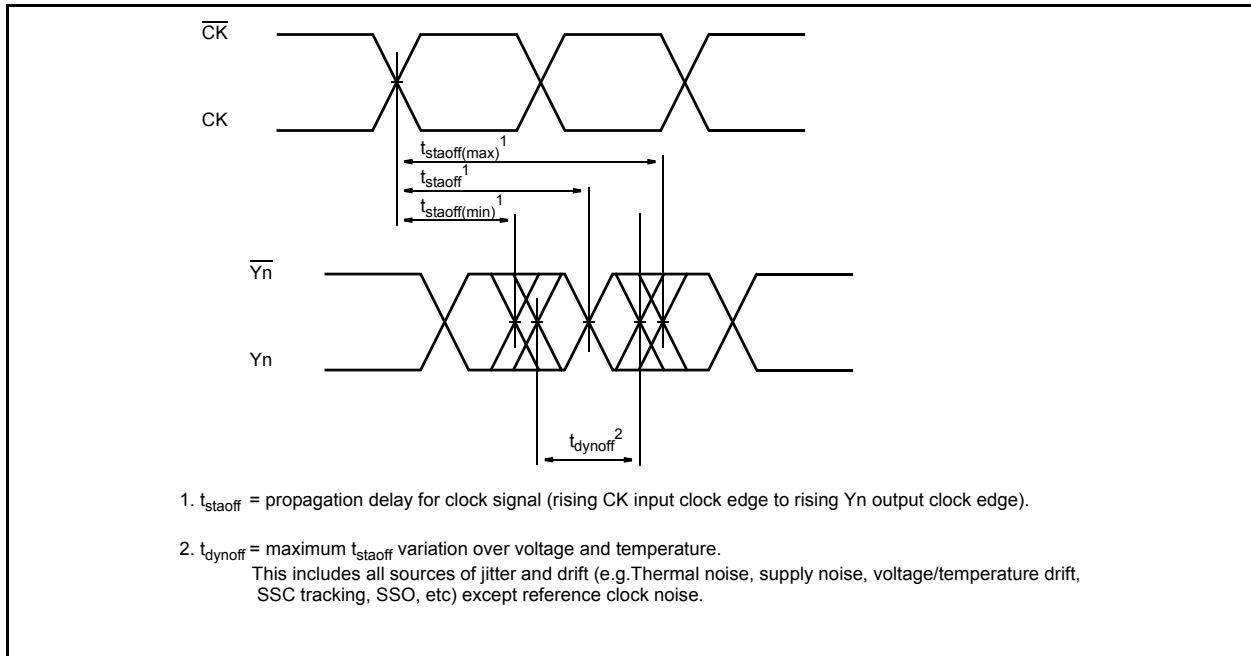 C̅K̅
CK
tstaoff(max)1
tstaoff1
tstaoff(min)1
Y̅n̅
Yn
tdynoff2
1. tstaoff = propagation delay for clock signal (rising CK input clock edge to rising Yn output clock edge).
2. tdynoff = maximum tstaoff variation over voltage and temperature.
This includes all sources of jitter and drift (e.g.Thermal noise, supply noise, voltage/temperature drift,
SSC tracking, SSO, etc) except reference clock noise.